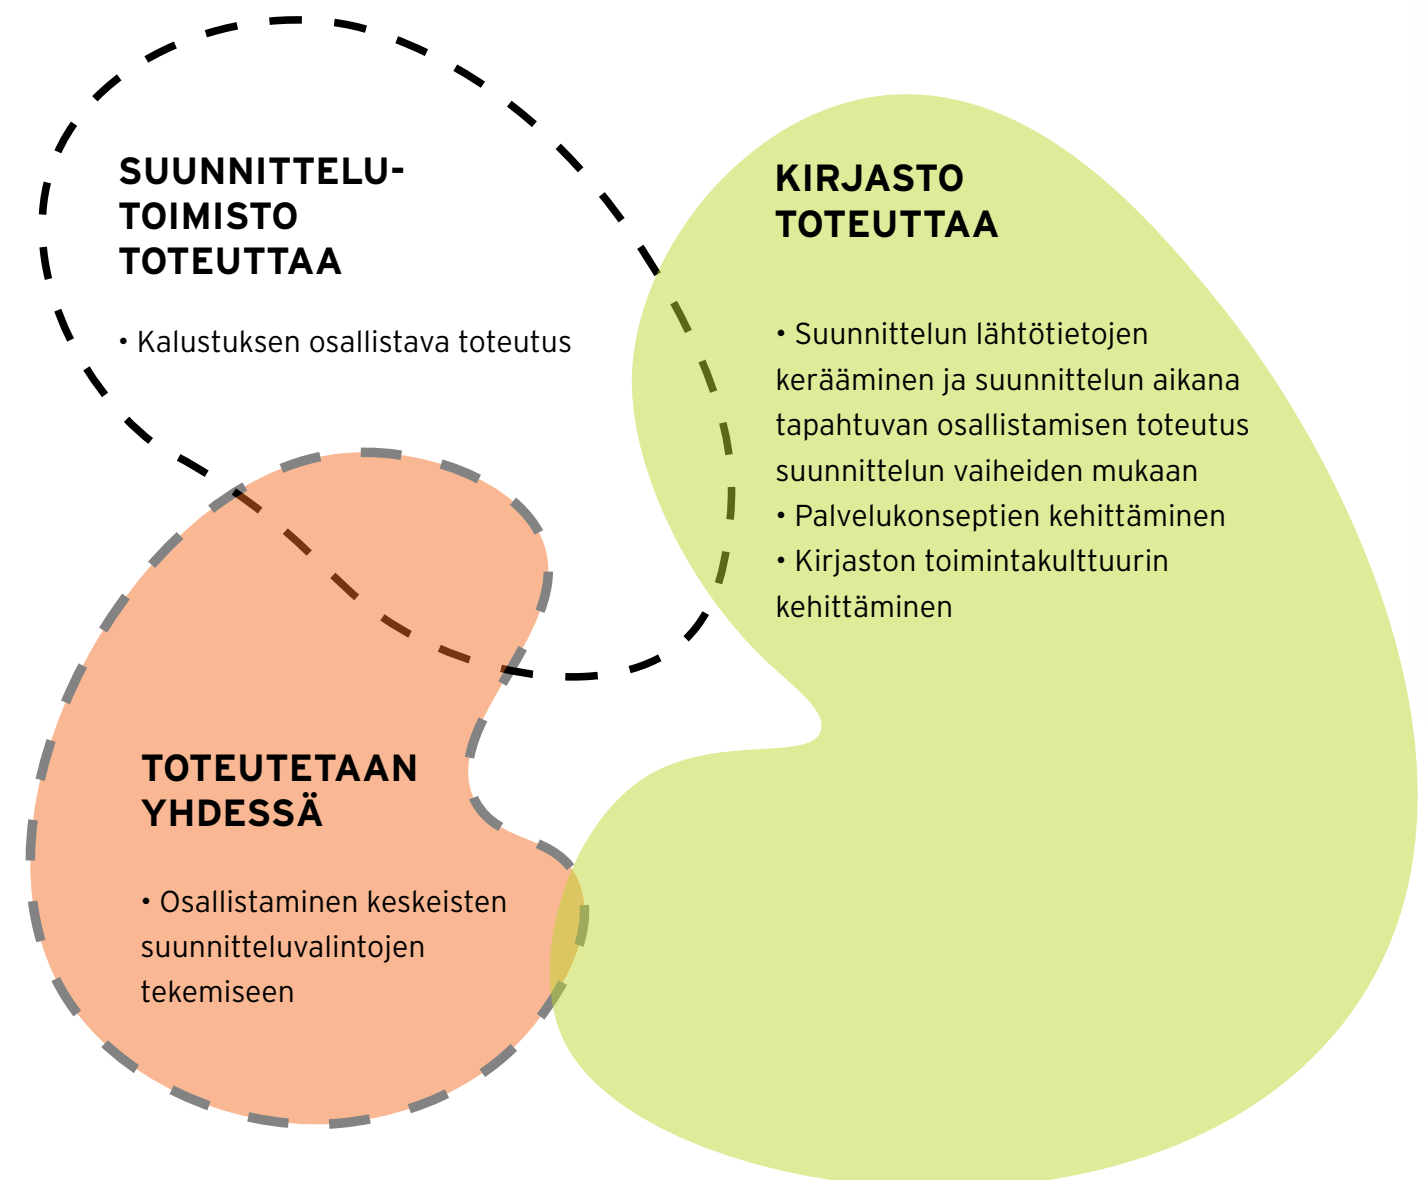 SUUNNITTELU-
TOIMISTO
TOTEUTTAA
• Kalustuksen osallistava toteutus
KIRJASTO
TOTEUTTAA
• Suunnittelun lähtötietojen
kerääminen ja suunnittelun aikana
tapahtuvan osallistamisen toteutus
suunnittelun vaiheiden mukaan
• Palvelukonseptien kehittäminen
• Kirjaston toimintakulttuurin
kehittäminen
TOTEUTETAAN
YHDESSÄ
• Osallistaminen keskeisten
suunnitteluvalintojen
tekemiseen